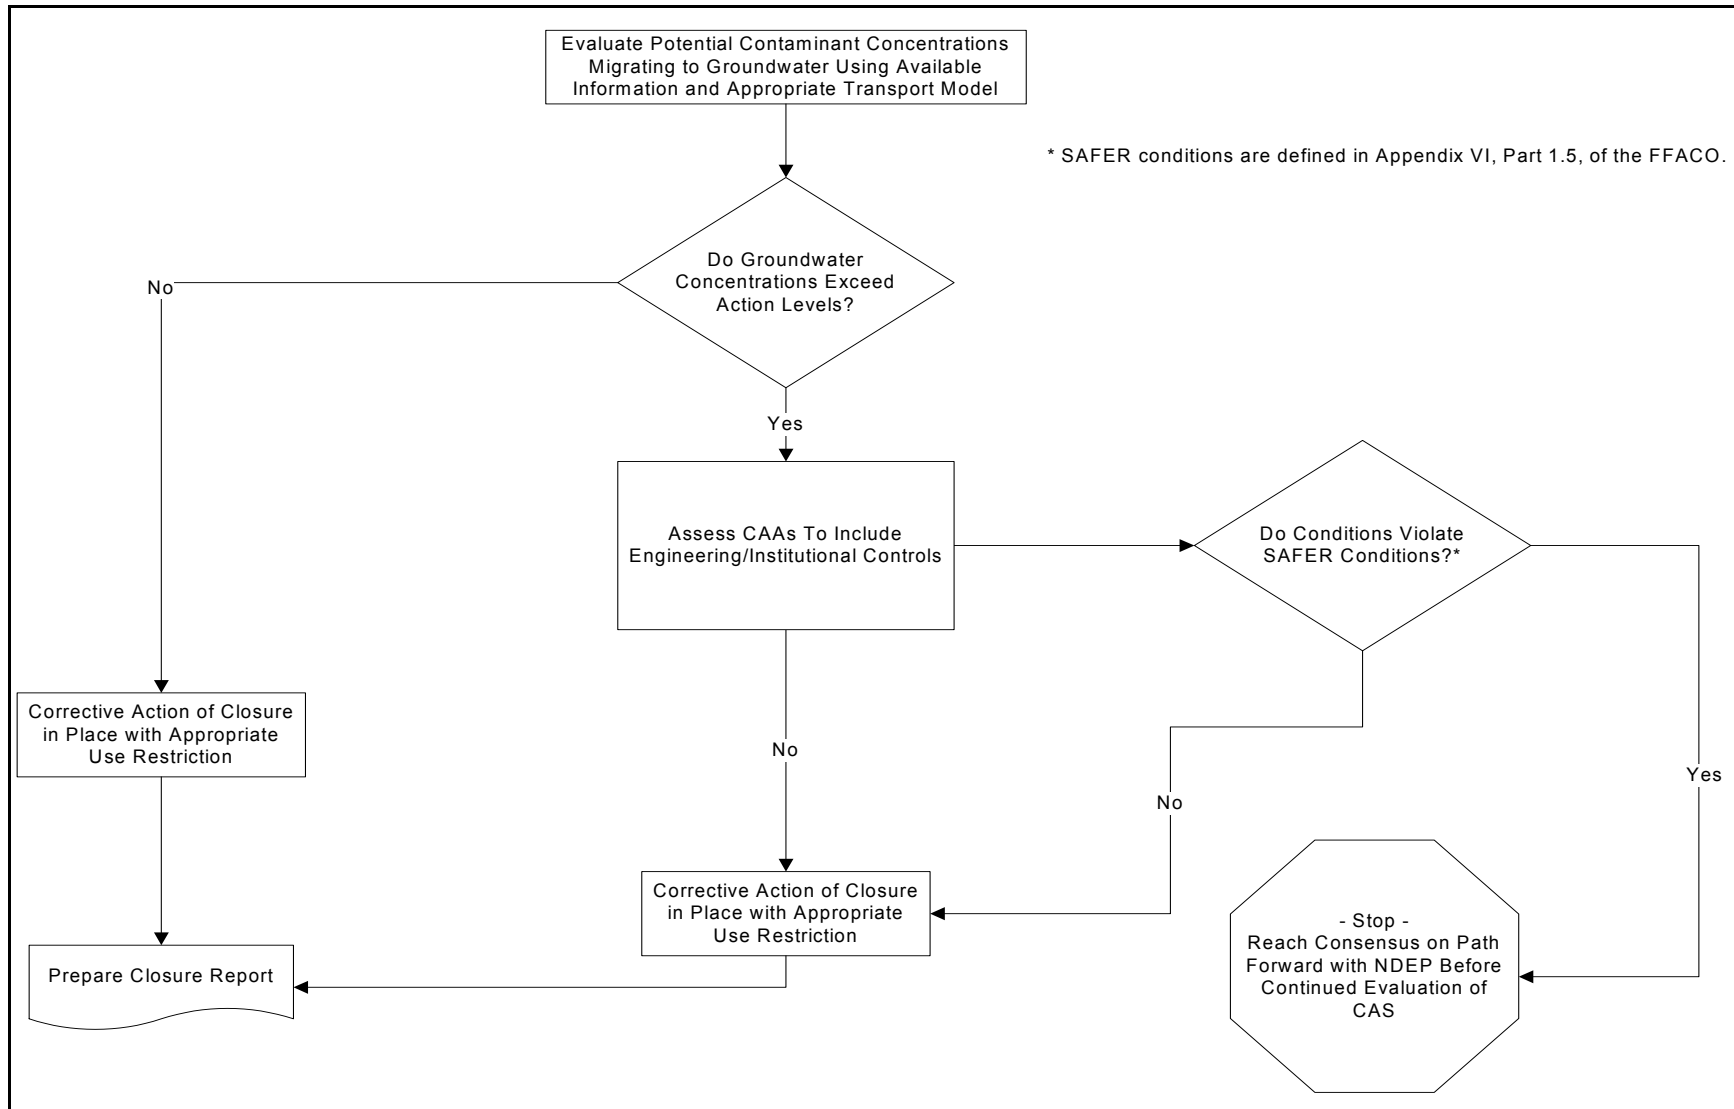 Evaluate Potential Contaminant Concentrations
Migrating to Groundwater Using Available
Information and Appropriate Transport Model
* SAFER conditions are defined in Appendix VI, Part 1.5, of the FFACO.
Do Groundwater
Concentrations Exceed
Action Levels?
No
Yes
Assess CAAs To Include
Engineering/Institutional Controls
Do Conditions Violate
SAFER Conditions?*
Corrective Action of Closure
in Place with Appropriate
Use Restriction
No
No
Yes
Corrective Action of Closure
in Place with Appropriate
Use Restriction
- Stop -
Reach Consensus on Path
Forward with NDEP Before
Continued Evaluation of
CAS
Prepare Closure Report